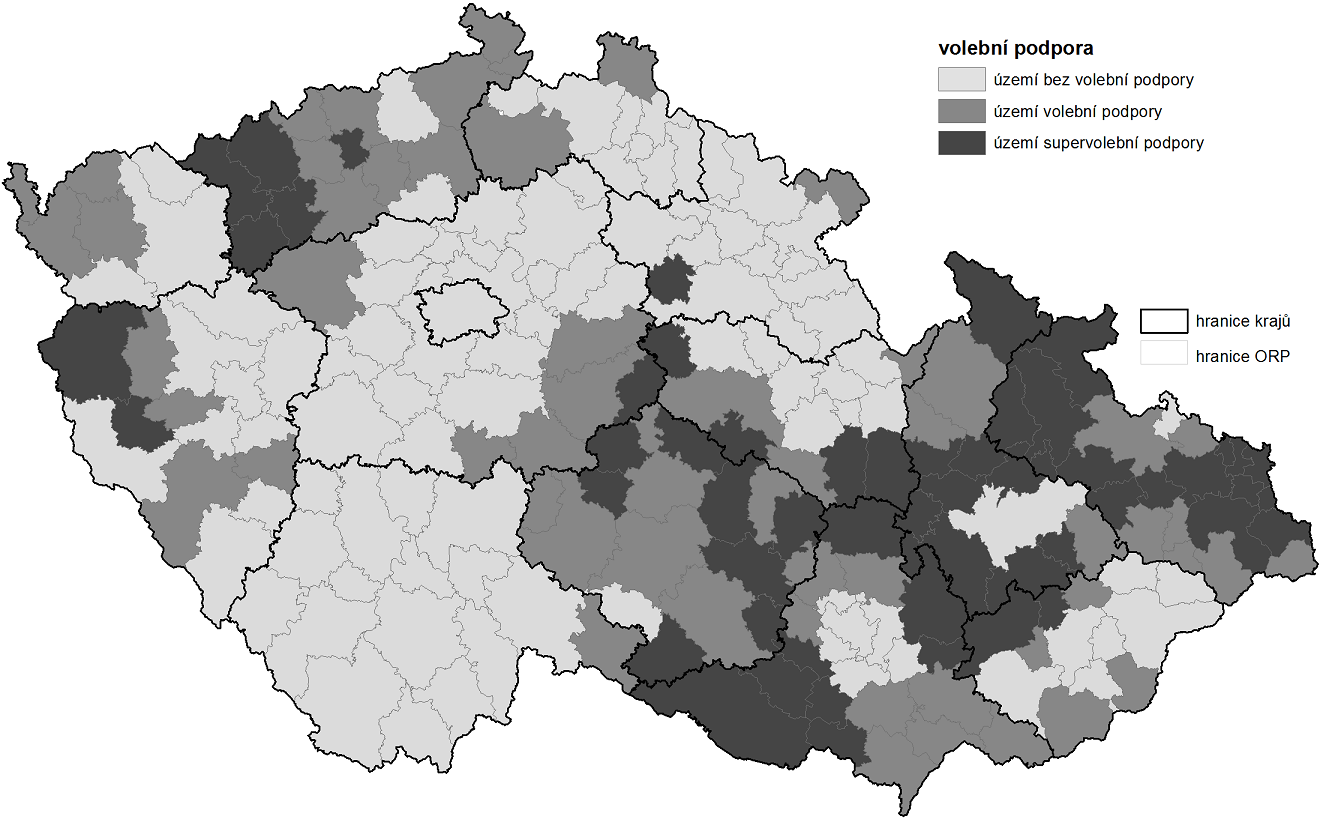 volební podpora
území bez volební podpory
území volební podpory
území supervolební podpory
hranice krajů
hranice ORP